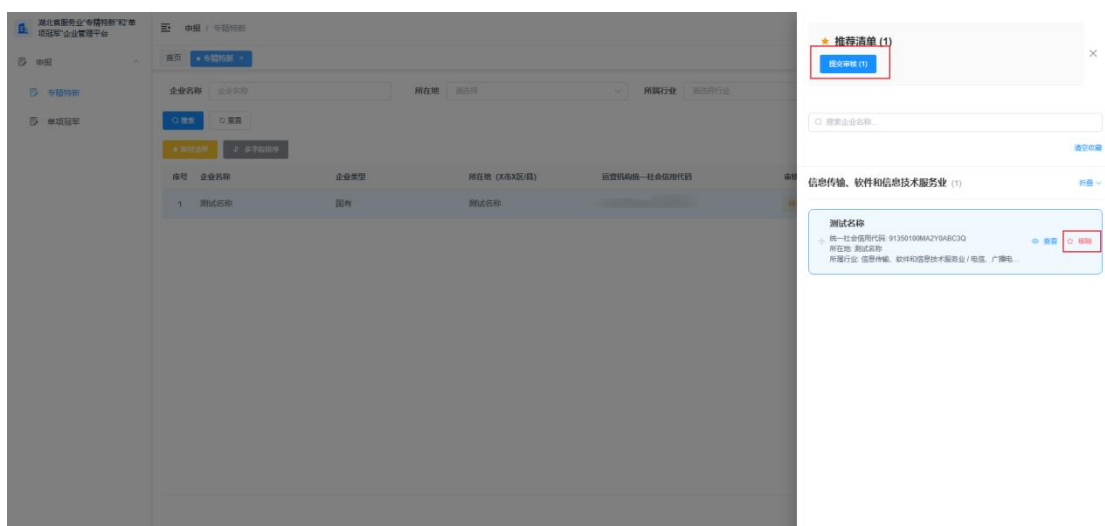 湖北省服务业"专精特新"和"单
项冠军"企业管理平台
申报 / 专精特新
申报
首页
专精特新 ×
专精特新
单项冠军
企业名称 企业名称
所在地 请选择
所属行业 请选择行业
搜索
重置
推荐清单
多字段排序
序号 企业名称 企业类型 所在地（X市X区/县） 运营机构统一社会信用代码
1 测试名称 国有 测试名称
推荐清单 (1)
提交审核 (1)
搜索企业名称...
清空收藏
信息传输、软件和信息技术服务业 (1)
折叠
测试名称
统一社会信用代码: 91350100MA2Y0ABC3Q
所在地: 测试名称
所属行业: 信息传输、软件和信息技术服务业 / 电信、广播电...
查看
移除